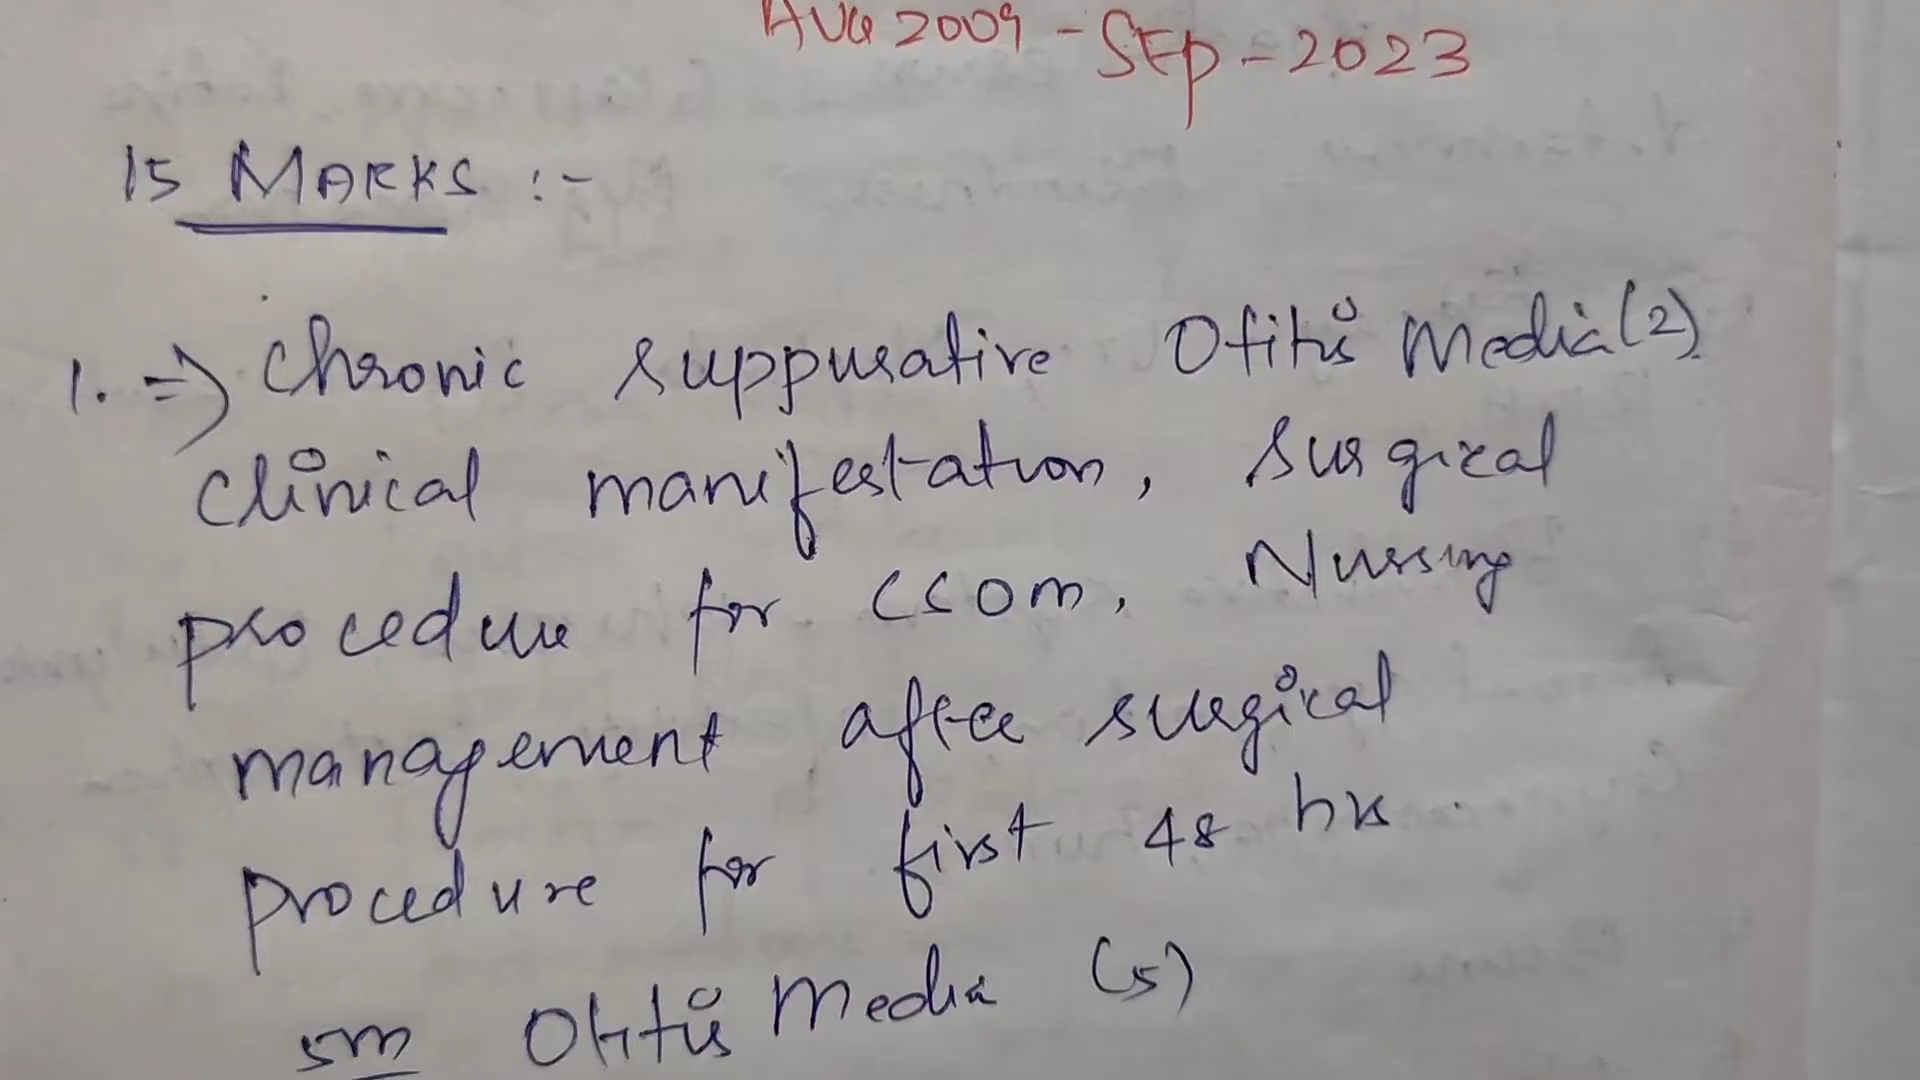 AUG 2009 - SEP - 2023
15 MARKS :-
1. => Chronic suppurative Otitis Media (2)
Clinical manifestation, Surgical
procedure for CSOM, Nursing
management after surgical
procedure for first 48 hrs.
5m Otitis Media (5)